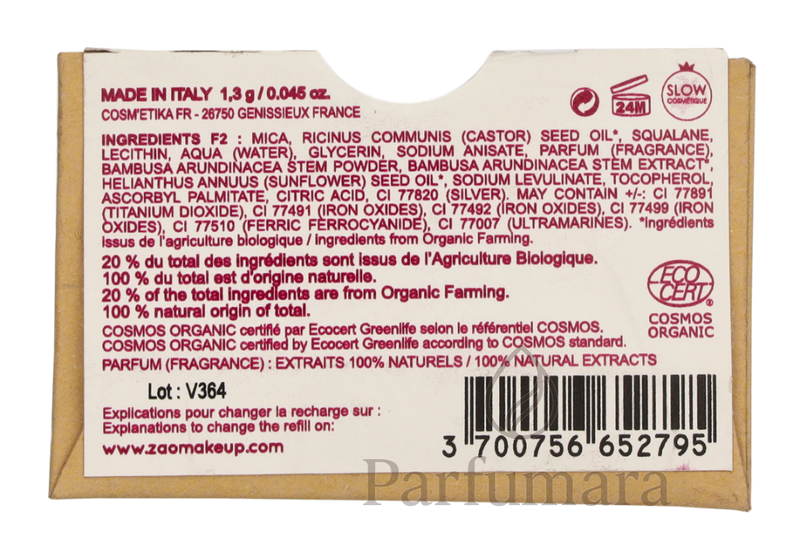 MADE IN ITALY 1,3 g / 0.045 oz.
COSM'ETIKA FR - 26750 GENISSIEUX FRANCE
24M
SLOW
COSMÉTIQUE
INGREDIENTS F2 : MICA, RICINUS COMMUNIS (CASTOR) SEED OIL*, SQUALANE,
LECITHIN, AQUA (WATER), GLYCERIN, SODIUM ANISATE, PARFUM (FRAGRANCE),
BAMBUSA ARUNDINACEA STEM POWDER, BAMBUSA ARUNDINACEA STEM EXTRACT*,
HELIANTHUS ANNUUS (SUNFLOWER) SEED OIL*, SODIUM LEVULINATE, TOCOPHEROL,
ASCORBYL PALMITATE, CITRIC ACID, CI 77820 (SILVER). MAY CONTAIN +/-: CI 77891
(TITANIUM DIOXIDE), CI 77491 (IRON OXIDES), CI 77492 (IRON OXIDES), CI 77499 (IRON
OXIDES), CI 77510 (FERRIC FERROCYANIDE), CI 77007 (ULTRAMARINES). *Ingrédients
issus de l'agriculture biologique / Ingredients from Organic Farming.
20 % du total des ingrédients sont issus de l'Agriculture Biologique.
100 % du total est d'origine naturelle.
20 % of the total Ingredients are from Organic Farming.
100 % natural origin of total.
ECO
CERT
COSMOS
ORGANIC
COSMOS ORGANIC certifié par Ecocert Greenlife selon le référentiel COSMOS.
COSMOS ORGANIC certified by Ecocert Greenlife according to COSMOS standard.
PARFUM (FRAGRANCE) : EXTRAITS 100% NATURELS / 100% NATURAL EXTRACTS
Lot : V364
Explications pour changer la recharge sur :
Explanations to change the refill on:
www.zaomakeup.com
3 700756 652795
Parfumara